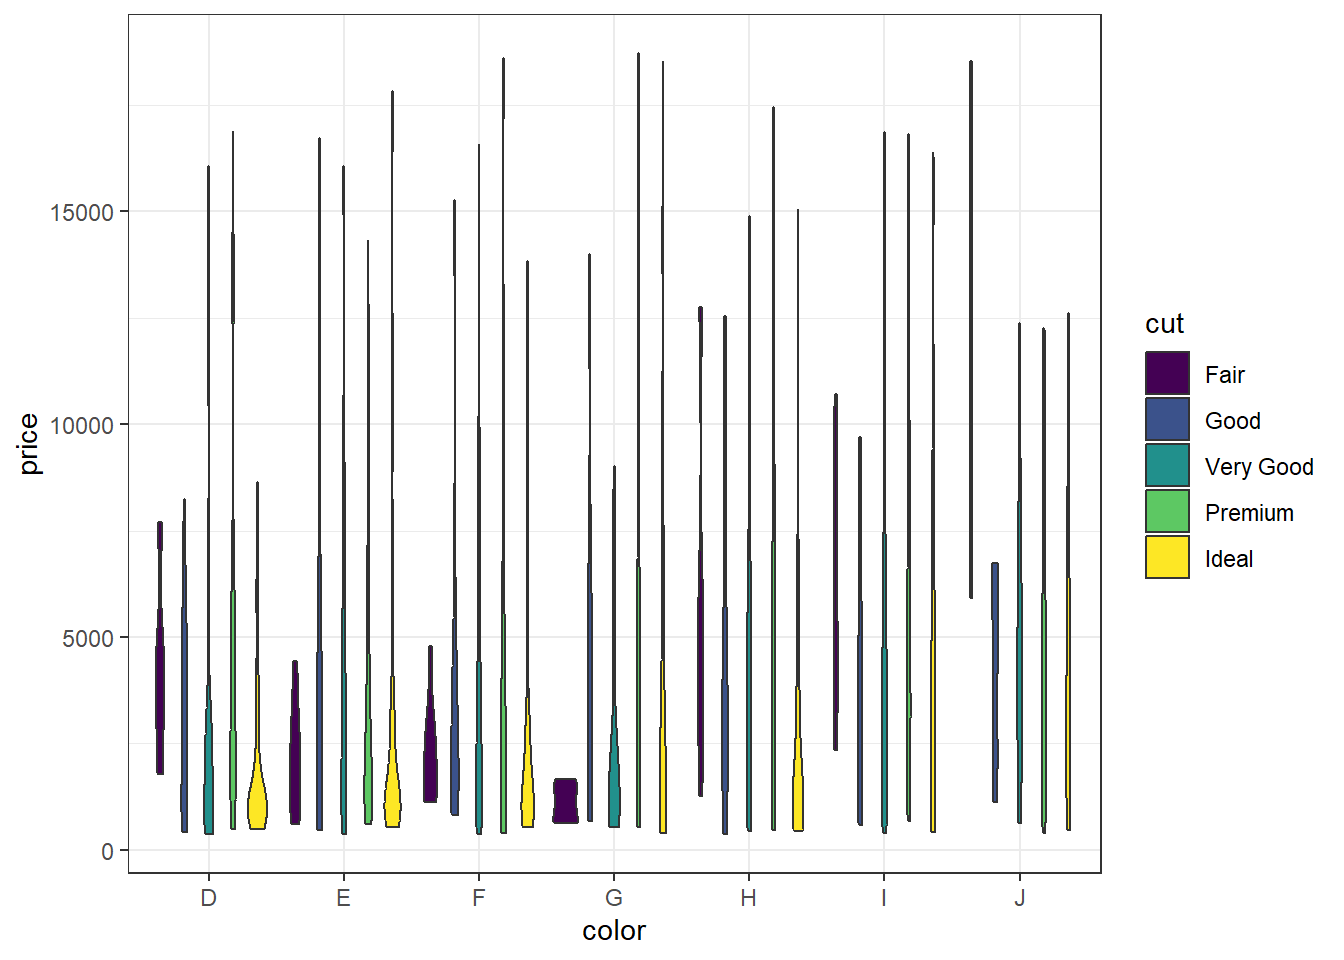 15000
10000
5000
0
price
D E F G H I J
color
cut
Fair
Good
Very Good
Premium
Ideal